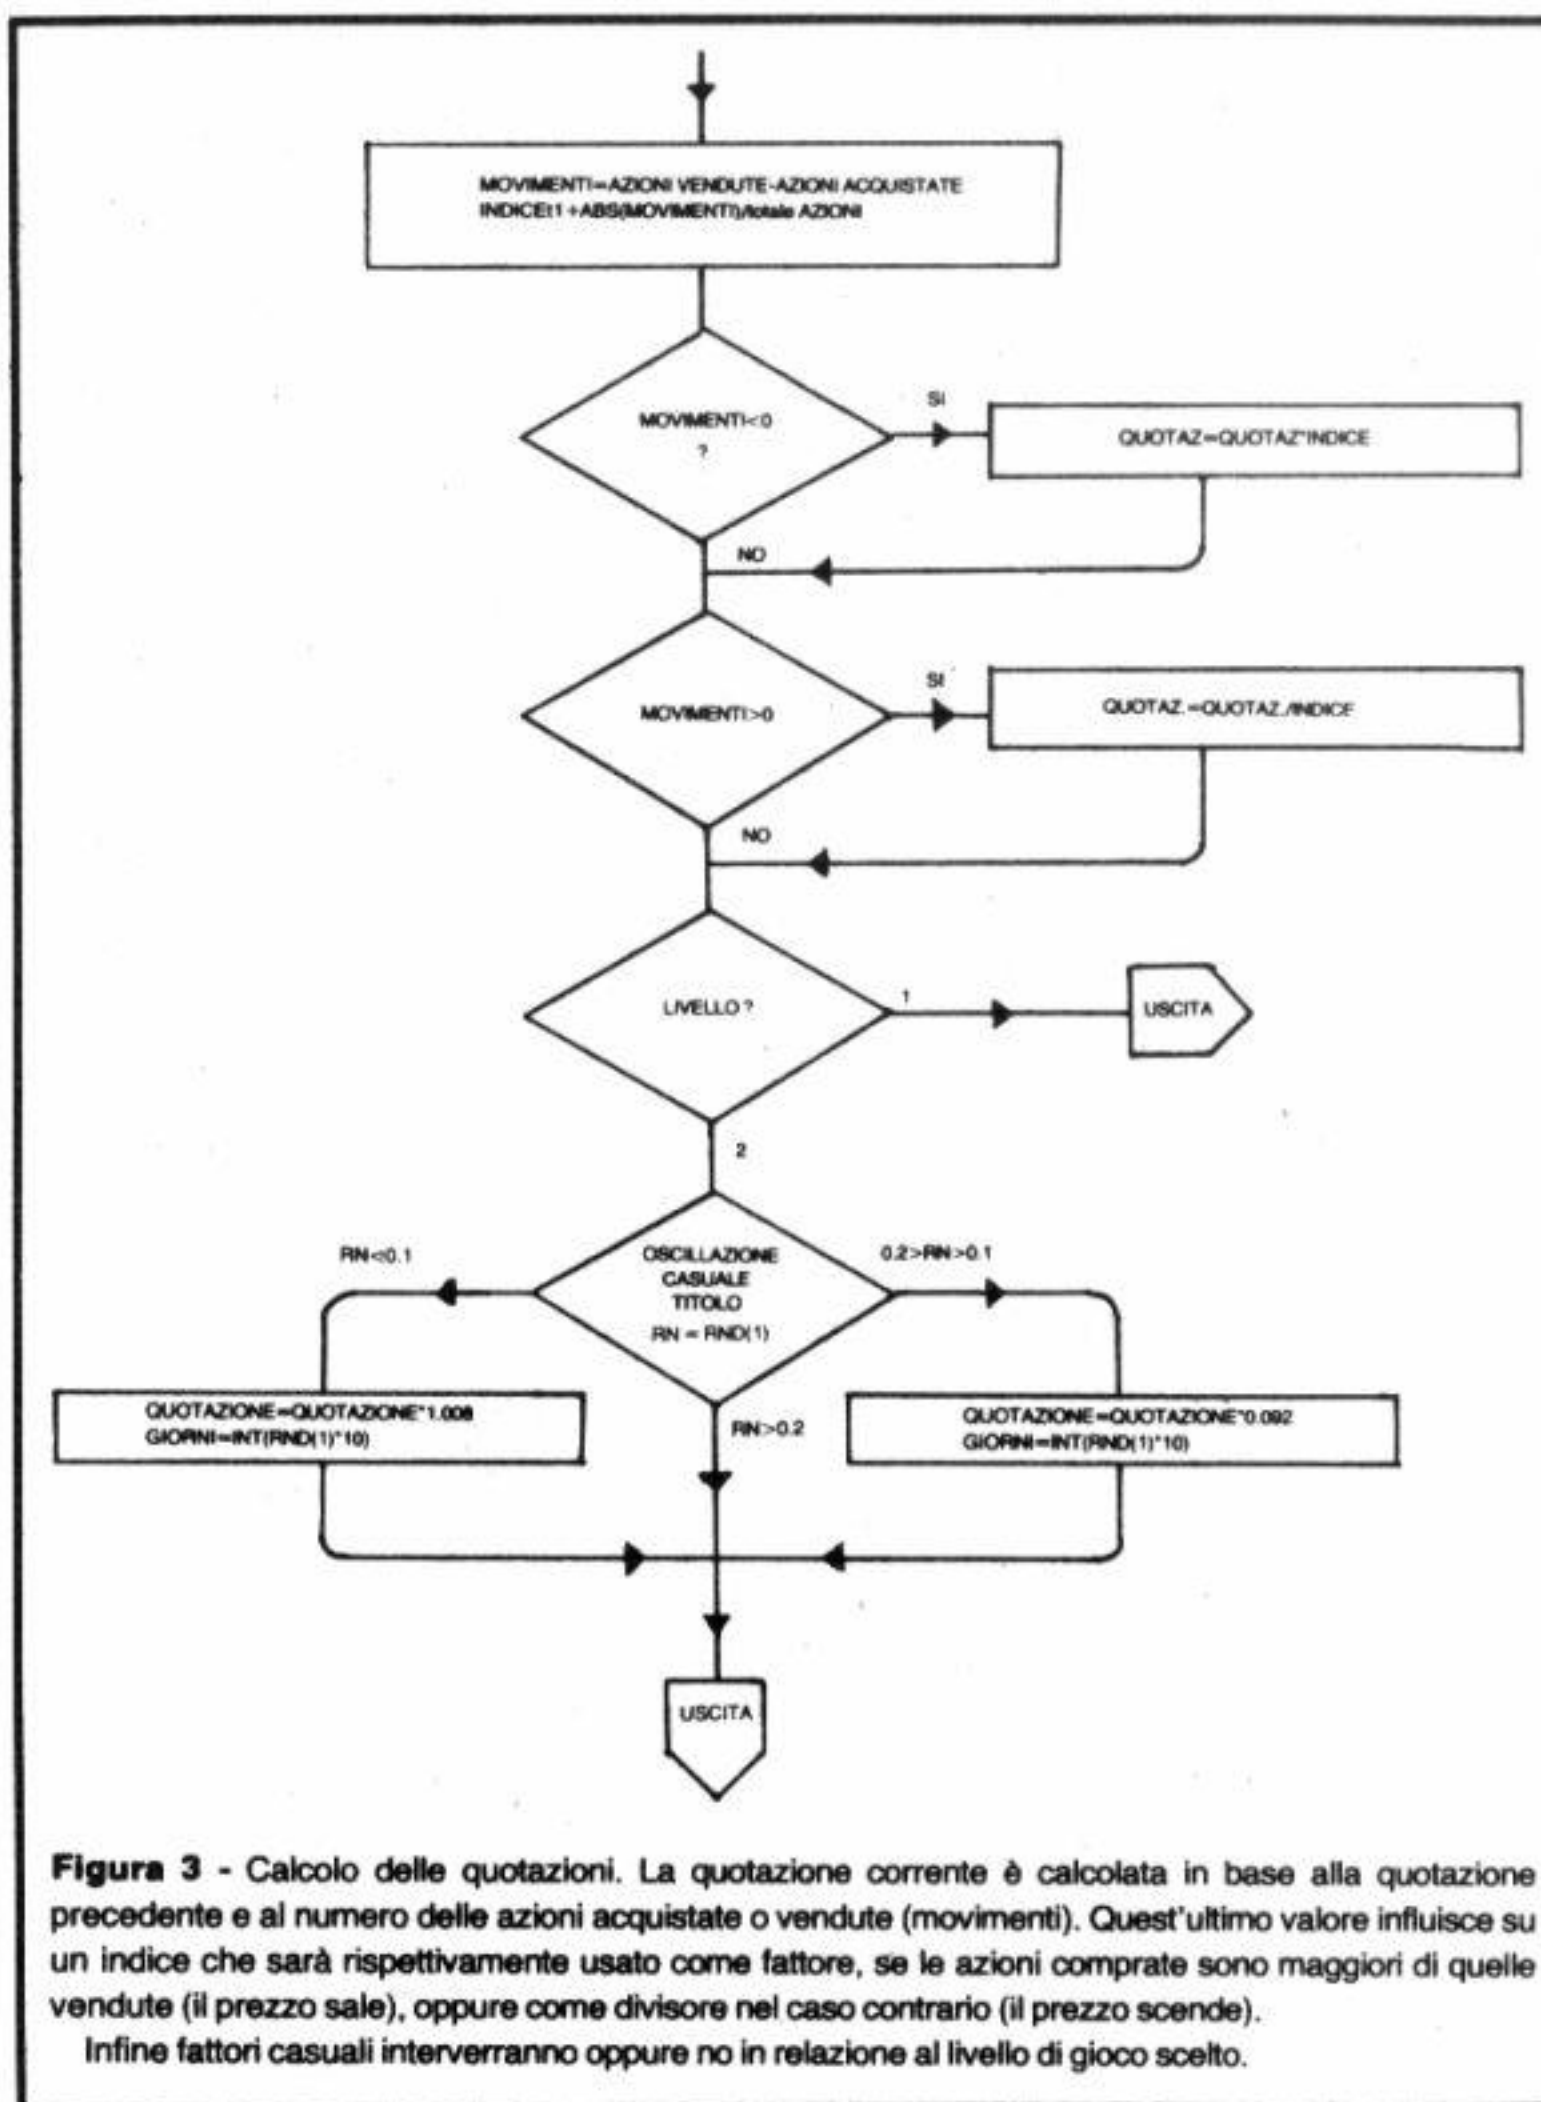 MOVIMENTI=AZIONI VENDUTE-AZIONI ACQUISTATE
INDICE±1+ABS(MOVIMENTI)/totale AZIONI
MOVIMENTI<0
?
SI
QUOTAZ=QUOTAZ*INDICE
NO
MOVIMENTI>0
SI
QUOTAZ.=QUOTAZ./INDICE
NO
LIVELLO ?
1
USCITA
2
RN<0.1
OSCILLAZIONE
CASUALE
TITOLO
RN = RND(1)
0.2>RN>0.1
QUOTAZIONE=QUOTAZIONE*1.008
GIORNI=INT(RND(1)*10)
RN>0.2
QUOTAZIONE=QUOTAZIONE*0.092
GIORNI=INT(RND(1)*10)
USCITA
Figura 3 - Calcolo delle quotazioni. La quotazione corrente è calcolata in base alla quotazione
precedente e al numero delle azioni acquistate o vendute (movimenti). Quest'ultimo valore influisce su
un indice che sarà rispettivamente usato come fattore, se le azioni comprate sono maggiori di quelle
vendute (il prezzo sale), oppure come divisore nel caso contrario (il prezzo scende).
Infine fattori casuali interverranno oppure no in relazione al livello di gioco scelto.